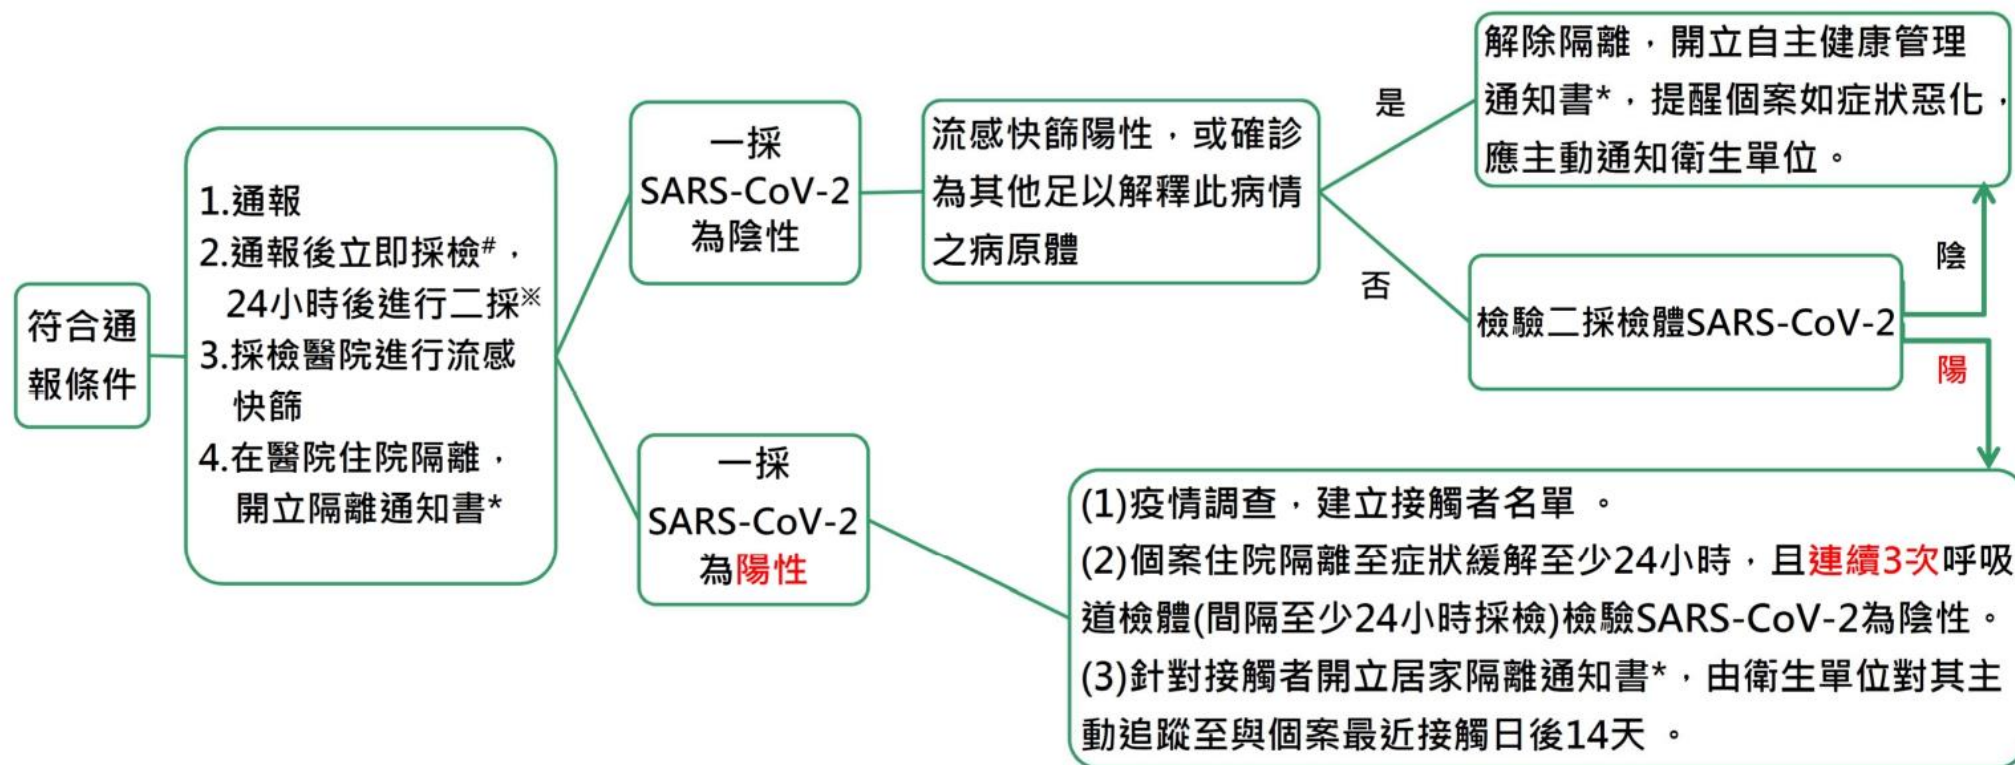 符合通
報條件
1.通報
2.通報後立即採檢#，
24小時後進行二採※
3.採檢醫院進行流感
快篩
4.在醫院住院隔離，
開立隔離通知書*
一採
SARS-CoV-2
為陰性
流感快篩陽性，或確診
為其他足以解釋此病情
之病原體
是
解除隔離，開立自主健康管理
通知書*，提醒個案如症狀惡化，
應主動通知衛生單位。
否
檢驗二採檢體SARS-CoV-2
陰
陽
一採
SARS-CoV-2
為陽性
(1)疫情調查，建立接觸者名單 。
(2)個案住院隔離至症狀緩解至少24小時，且連續3次呼吸
道檢體(間隔至少24小時採檢)檢驗SARS-CoV-2為陰性。
(3)針對接觸者開立居家隔離通知書*，由衛生單位對其主
動追蹤至與個案最近接觸日後14天 。